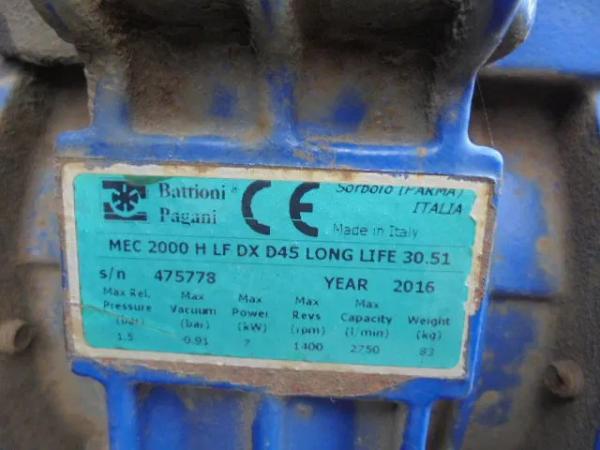 Battioni ®
Pagani
CE
Sorbolo (PARMA)
ITALIA
Made in Italy
MEC 2000 H LF DX D45 LONG LIFE 30.51
s/n 475778 YEAR 2016
Max Rel. Pressure (bar) Max Vacuum (bar) Max Power (kW) Max Revs (rpm) Max Capacity (l/min) Weight (kg)
1.5 -0.91 7 1400 2750 83